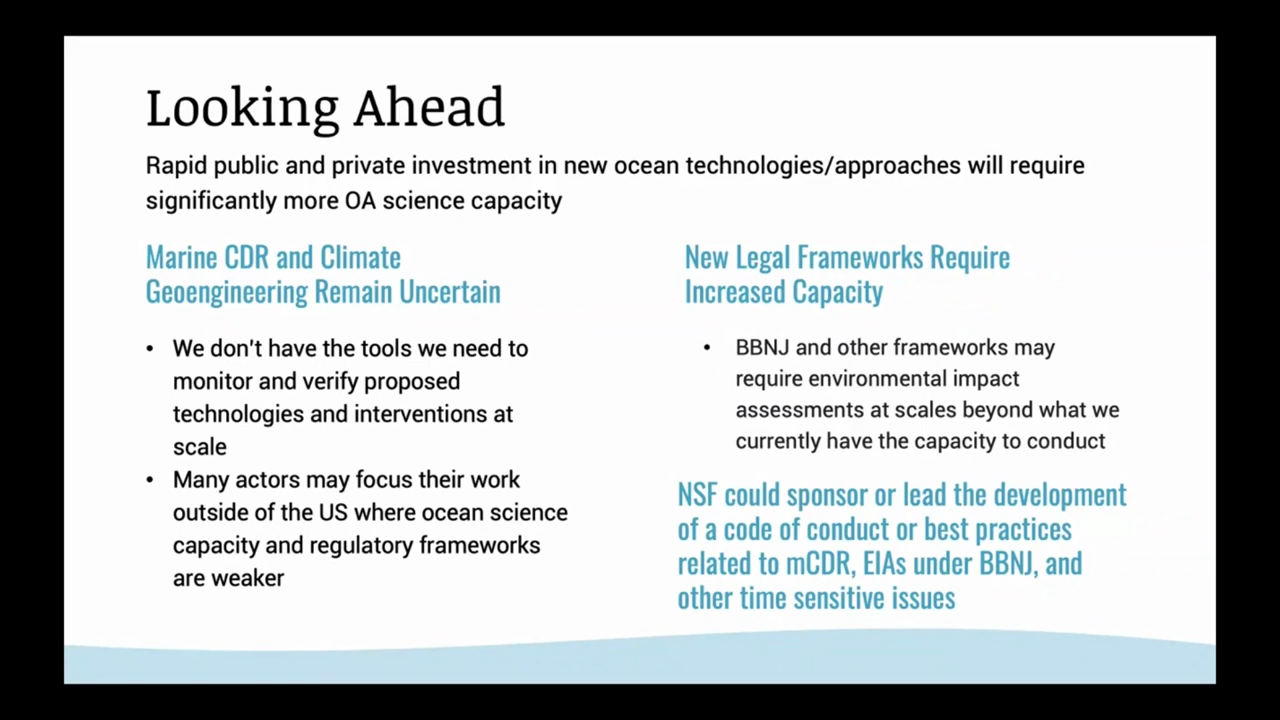 Looking Ahead
Rapid public and private investment in new ocean technologies/approaches will require
significantly more OA science capacity
Marine CDR and Climate
Geoengineering Remain Uncertain
• We don't have the tools we need to
monitor and verify proposed
technologies and interventions at
scale
• Many actors may focus their work
outside of the US where ocean science
capacity and regulatory frameworks
are weaker
New Legal Frameworks Require
Increased Capacity
• BBNJ and other frameworks may
require environmental impact
assessments at scales beyond what we
currently have the capacity to conduct
NSF could sponsor or lead the development
of a code of conduct or best practices
related to mCDR, EIAs under BBNJ, and
other time sensitive issues